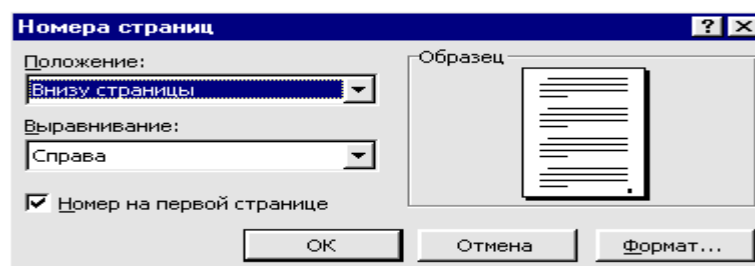 Номера страниц
Положение:
Внизу страницы
Выравнивание:
Справа
Номер на первой странице
Образец
ОК
Отмена
Формат...